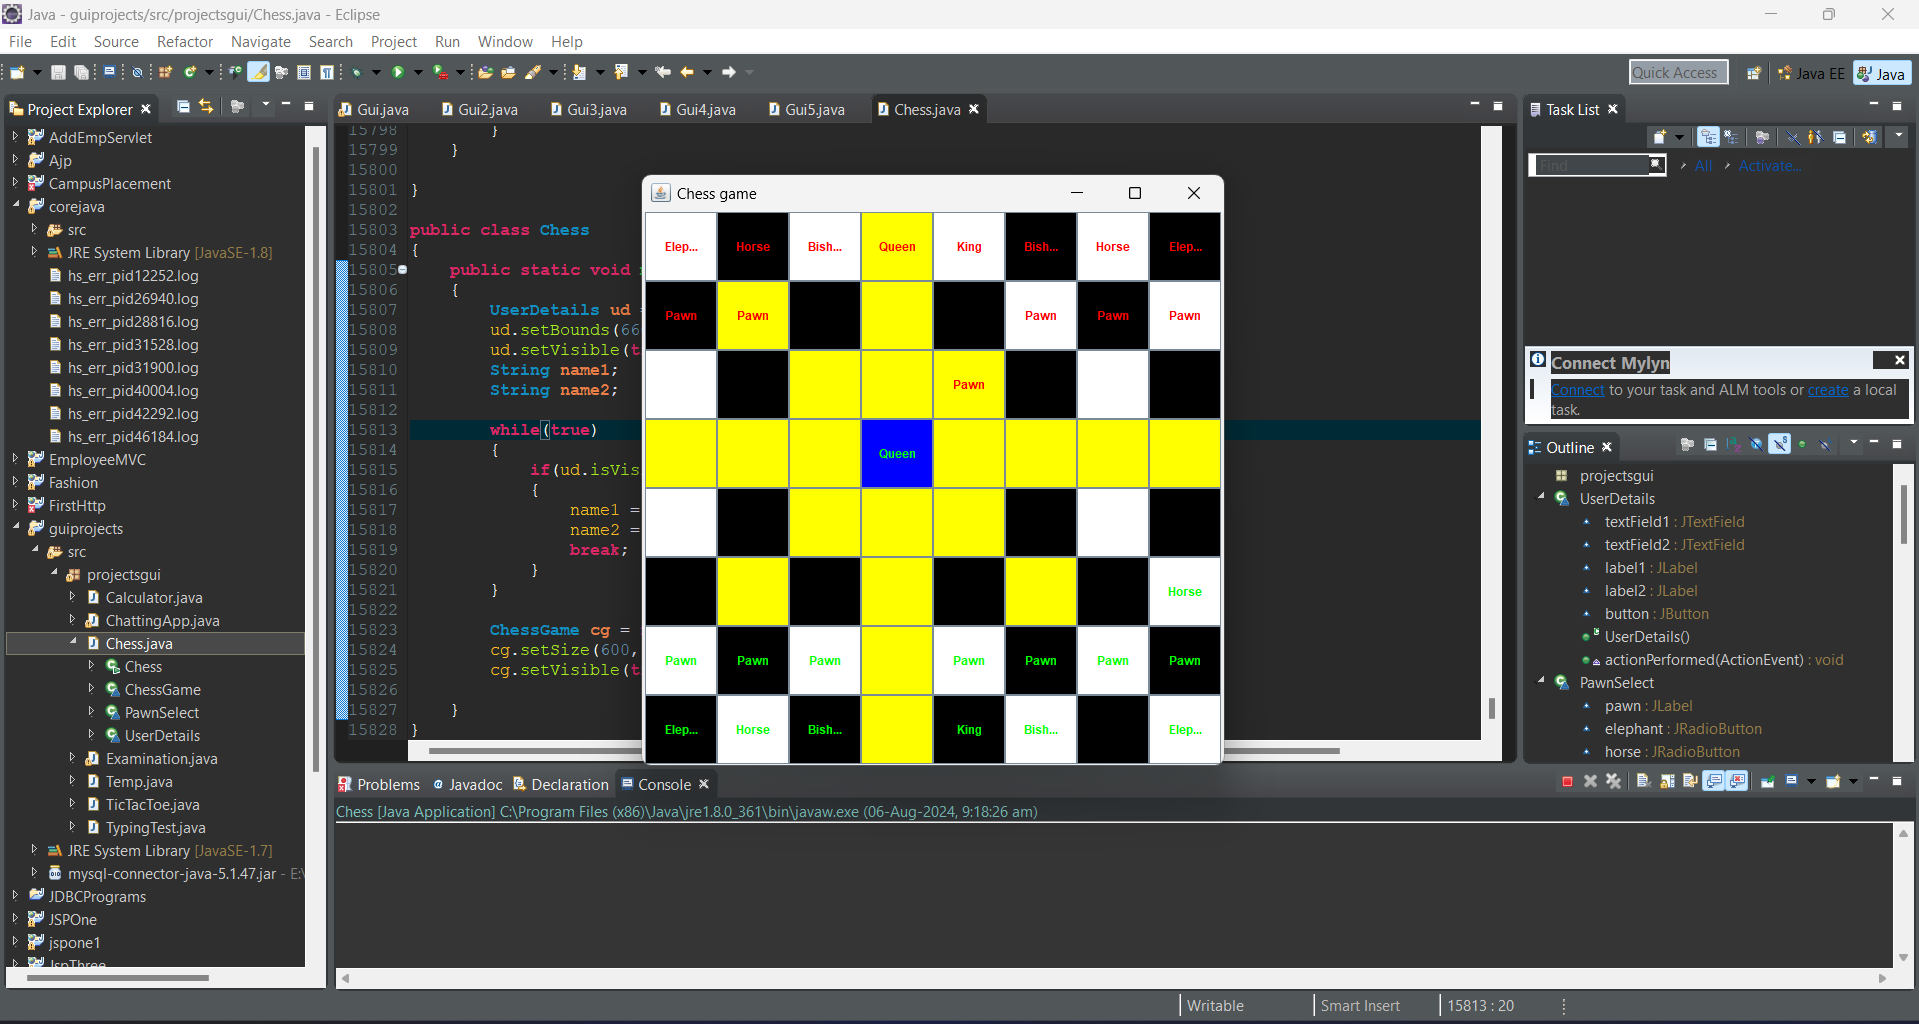 Java - guiprojects/src/projectsgui/Chess.java - Eclipse
File Edit Source Refactor Navigate Search Project Run Window Help
Quick Access Java EE Java
Project Explorer
AddEmpServlet
Ajp
CampusPlacement
corejava
src
JRE System Library [JavaSE-1.8]
hs_err_pid12252.log
hs_err_pid26940.log
hs_err_pid28816.log
hs_err_pid31528.log
hs_err_pid31900.log
hs_err_pid40004.log
hs_err_pid42292.log
hs_err_pid46184.log
EmployeeMVC
Fashion
FirstHttp
guiprojects
src
projectsgui
Calculator.java
ChattingApp.java
Chess.java
Chess
ChessGame
PawnSelect
UserDetails
Examination.java
Temp.java
TicTacToe.java
TypingTest.java
JRE System Library [JavaSE-1.7]
mysql-connector-java-5.1.47.jar - E:\
JDBCPrograms
JSPOne
jspone1
JspThree
Gui.java Gui2.java Gui3.java Gui4.java Gui5.java Chess.java
15798 }
15799 }
15800
15801 }
15802
15803 public class Chess
15804 {
15805 public static void
15806 {
15807 UserDetails ud
15808 ud.setBounds(66
15809 ud.setVisible(t
15810 String name1;
15811 String name2;
15812
15813 while(true)
15814 {
15815 if(ud.isVis
15816 {
15817 name1 =
15818 name2 =
15819 break;
15820 }
15821 }
15822
15823 ChessGame cg =
15824 cg.setSize(600,
15825 cg.setVisible(t
15826
15827 }
15828 }
Chess game
Elep... Horse Bish... Queen King Bish... Horse Elep...
Pawn Pawn Pawn Pawn Pawn
Pawn
Queen
Horse
Pawn Pawn Pawn Pawn Pawn Pawn Pawn
Elep... Horse Bish... King Bish... Elep...
Task List
Find All Activate...
Connect Mylyn
Connect to your task and ALM tools or create a local
task.
Outline
projectsgui
UserDetails
textField1 : JTextField
textField2 : JTextField
label1 : JLabel
label2 : JLabel
button : JButton
UserDetails()
actionPerformed(ActionEvent) : void
PawnSelect
pawn : JLabel
elephant : JRadioButton
horse : JRadioButton
Problems Javadoc Declaration Console
Chess [Java Application] C:\Program Files (x86)\Java\jre1.8.0_361\bin\javaw.exe (06-Aug-2024, 9:18:26 am)
Writable Smart Insert 15813 : 20